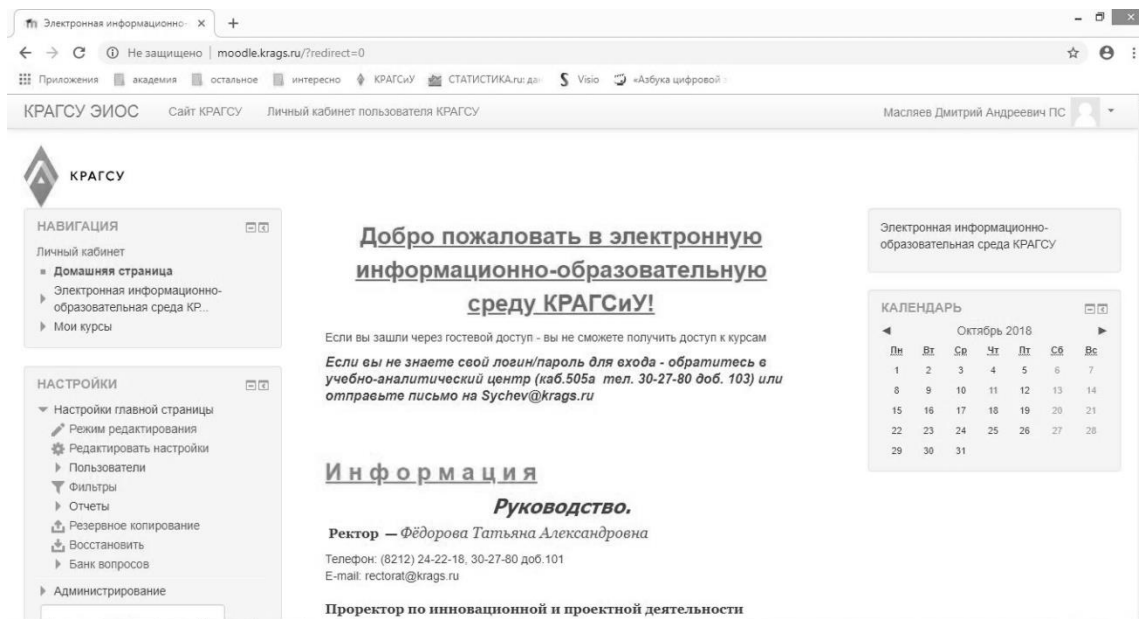 Электронная информационно-
Не защищено | moodle.krags.ru/?redirect=0
Приложения академия остальное интересно КРАГСиУ СТАТИСТИКА.ru: дан Visio «Азбука цифровой
КРАГСУ ЭИОС Сайт КРАГСУ Личный кабинет пользователя КРАГСУ Масляев Дмитрий Андреевич ПС
КРАГСУ
НАВИГАЦИЯ
Личный кабинет
Домашняя страница
Электронная информационно-
образовательная среда КР...
Мои курсы
НАСТРОЙКИ
Настройки главной страницы
Режим редактирования
Редактировать настройки
Пользователи
Фильтры
Отчеты
Резервное копирование
Восстановить
Банк вопросов
Администрирование
Добро пожаловать в электронную
информационно-образовательную
среду КРАГСиУ!
Если вы зашли через гостевой доступ - вы не сможете получить доступ к курсам
Если вы не знаете свой логин/пароль для входа - обратитесь в
учебно-аналитический центр (каб.505а тел. 30-27-80 доб. 103) или
отправьте письмо на Sychev@krags.ru
И н ф о р м а ц и я
Руководство.
Ректор — Фёдорова Татьяна Александровна
Телефон: (8212) 24-22-18, 30-27-80 доб.101
E-mail: rectorat@krags.ru
Проректор по инновационной и проектной деятельности
Электронная информационно-
образовательная среда КРАГСУ
КАЛЕНДАРЬ
Октябрь 2018
Пн Вт Ср Чт Пт Сб Вс
1 2 3 4 5 6 7
8 9 10 11 12 13 14
15 16 17 18 19 20 21
22 23 24 25 26 27 28
29 30 31